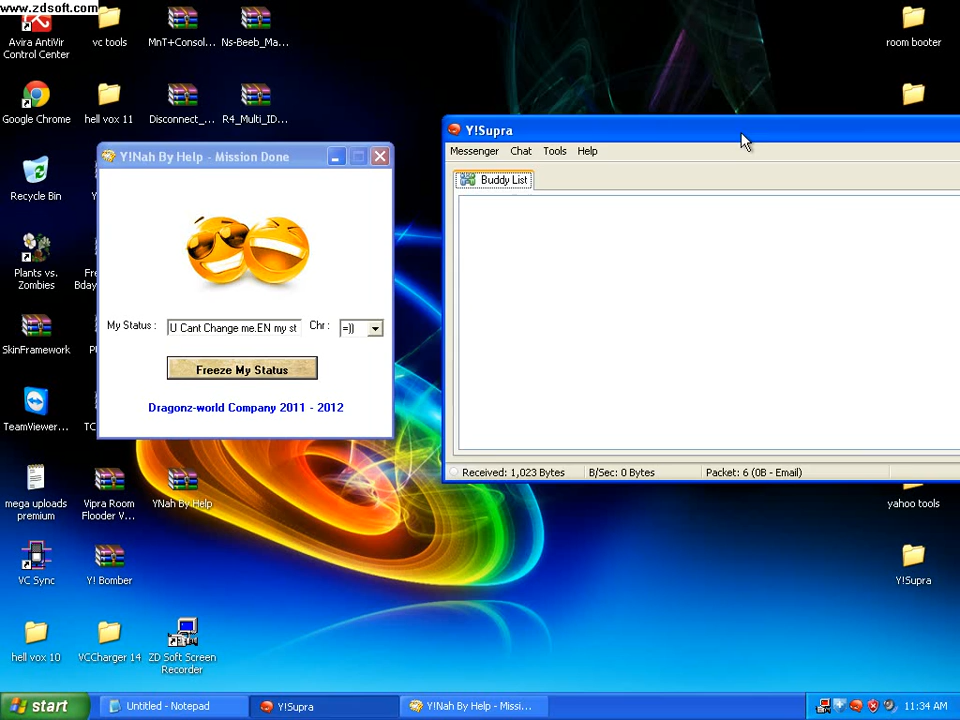 www.zdsoft.com
Avira AntiVir
Control Center
vc tools
MnT+Consol...
Ns-Beeb_Ma...
room booter
Google Chrome
hell vox 11
Disconnect_...
R4_Multi_ID...
Y!Supra
Messenger Chat Tools Help
Buddy List
Y!Nah By Help - Mission Done
Recycle Bin
Plants vs.
Zombies
My Status :
U Cant Change me.EN my st
Chr :
=))
SkinFramework
Freeze My Status
Dragonz-world Company 2011 - 2012
TeamViewer...
Received: 1,023 Bytes
B/Sec: 0 Bytes
Packet: 6 (0B - Email)
mega uploads
premium
Vipra Room
Flooder V...
YNah By Help
yahoo tools
VC Sync
Y! Bomber
Y!Supra
hell vox 10
VCCharger 14
ZD Soft Screen
Recorder
start
Untitled - Notepad
Y!Supra
Y!Nah By Help - Missi...
11:34 AM